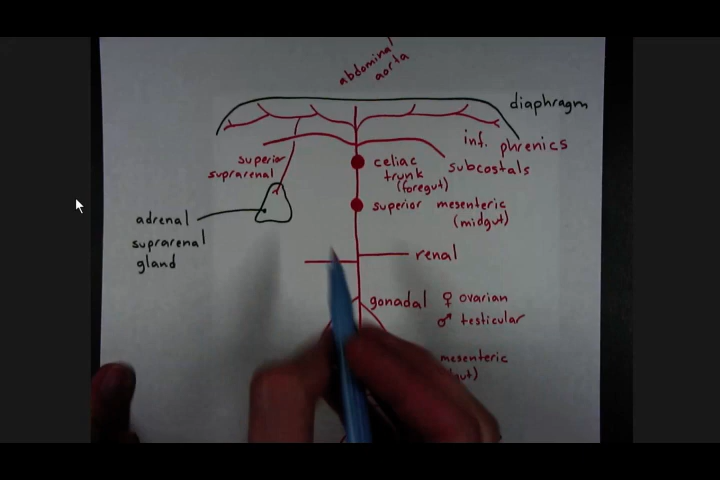 abdominal
aorta
diaphragm
inf. phrenics
subcostals
superior
suprarenal
celiac
trunk
(foregut)
superior mesenteric
(midgut)
adrenal
suprarenal
gland
renal
gonadal ♀ ovarian
♂ testicular
mesenteric